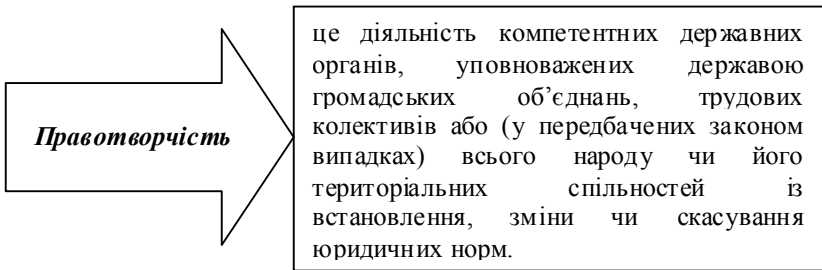 Правотворчість
це діяльність компетентних державних
органів, уповноважених державою
громадських об’єднань, трудових
колективів або (у передбачених законом
випадках) всього народу чи його
територіальних спільностей із
встановлення, зміни чи скасування
юридичних норм.